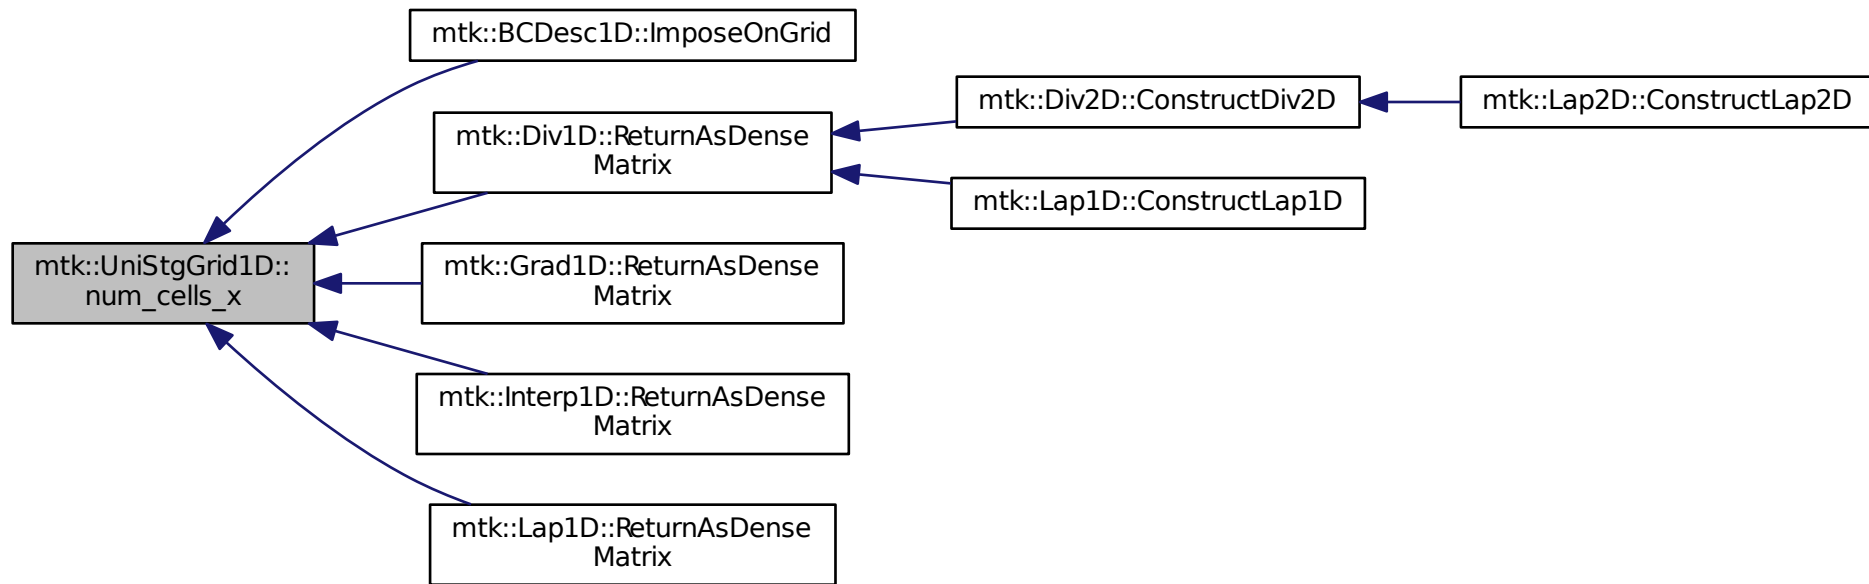 mtk::BCDesc1D::ImposeOnGrid
mtk::Div2D::ConstructDiv2D
mtk::Lap2D::ConstructLap2D
mtk::Div1D::ReturnAsDense
Matrix
mtk::Lap1D::ConstructLap1D
mtk::UniStgGrid1D::
num_cells_x
mtk::Grad1D::ReturnAsDense
Matrix
mtk::Interp1D::ReturnAsDense
Matrix
mtk::Lap1D::ReturnAsDense
Matrix